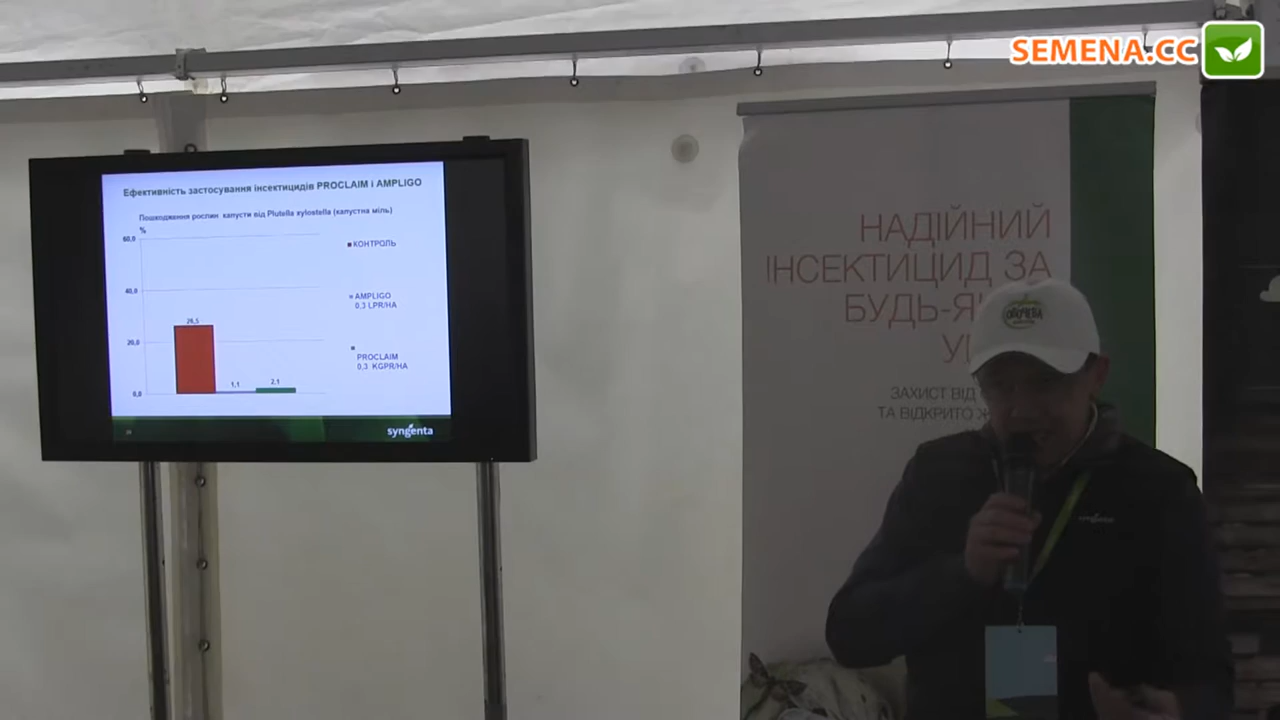 SEMENA.CC
Ефективність застосування інсектицидів PROCLAIM і AMPLIGO
Пошкодження рослин капусти від Plutella xylostella (капустна міль)
%
60,0
40,0
20,0
0,0
26,5
1,1
2,1
КОНТРОЛЬ
AMPLIGO
0,3 LPR/HA
PROCLAIM
0,3 KGPR/HA
syngenta
НАДІЙНИЙ
ІНСЕКТИЦИД ЗА
БУДЬ-Я
У
ЗАХИСТ ВІД
ТА ВІДКРИТО Ж
syngenta